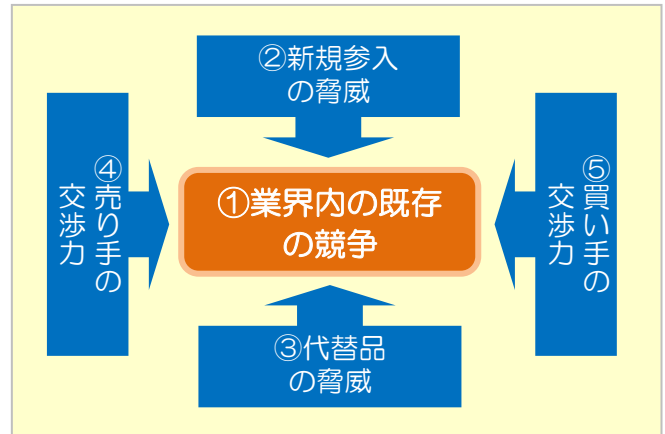 ②新規参入
の脅威
④売り手の
交渉力
①業界内の既存
の競争
⑤買い手の
交渉力
③代替品
の脅威